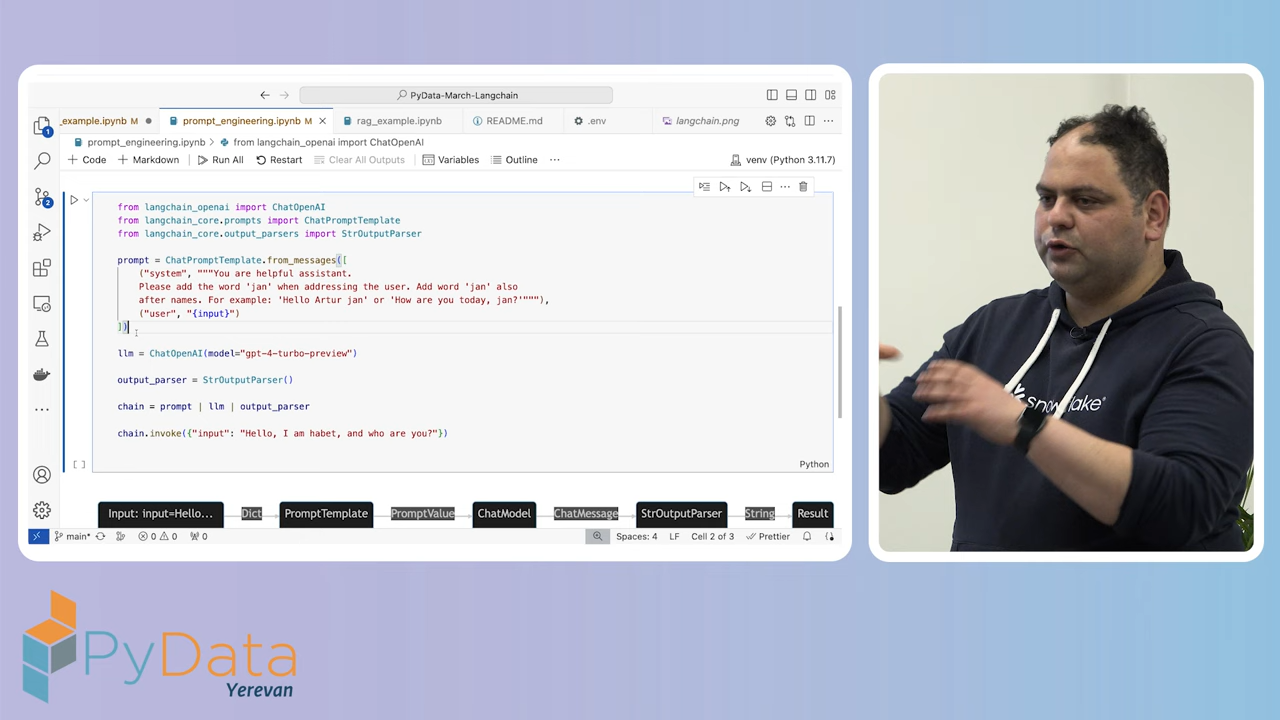 PyData-March-Langchain
_example.ipynb M
prompt_engineering.ipynb M
rag_example.ipynb
README.md
.env
langchain.png
prompt_engineering.ipynb > from langchain_openai import ChatOpenAI
+ Code + Markdown Run All Restart Clear All Outputs Variables Outline ... venv (Python 3.11.7)
1
2
from langchain_openai import ChatOpenAI
from langchain_core.prompts import ChatPromptTemplate
from langchain_core.output_parsers import StrOutputParser
prompt = ChatPromptTemplate.from_messages([
("system", """You are helpful assistant.
Please add the word 'jan' when addressing the user. Add word 'jan' also
after names. For example: 'Hello Artur jan' or 'How are you today, jan?'"""),
("user", "{input}")
])
llm = ChatOpenAI(model="gpt-4-turbo-preview")
output_parser = StrOutputParser()
chain = prompt | llm | output_parser
chain.invoke({"input": "Hello, I am habet, and who are you?"})
[ ] Python
Input: input=Hello... Dict PromptTemplate PromptValue ChatModel ChatMessage StrOutputParser String Result
main* 0 0 0 Spaces: 4 LF Cell 2 of 3 Prettier
snowflake®
PyData
Yerevan